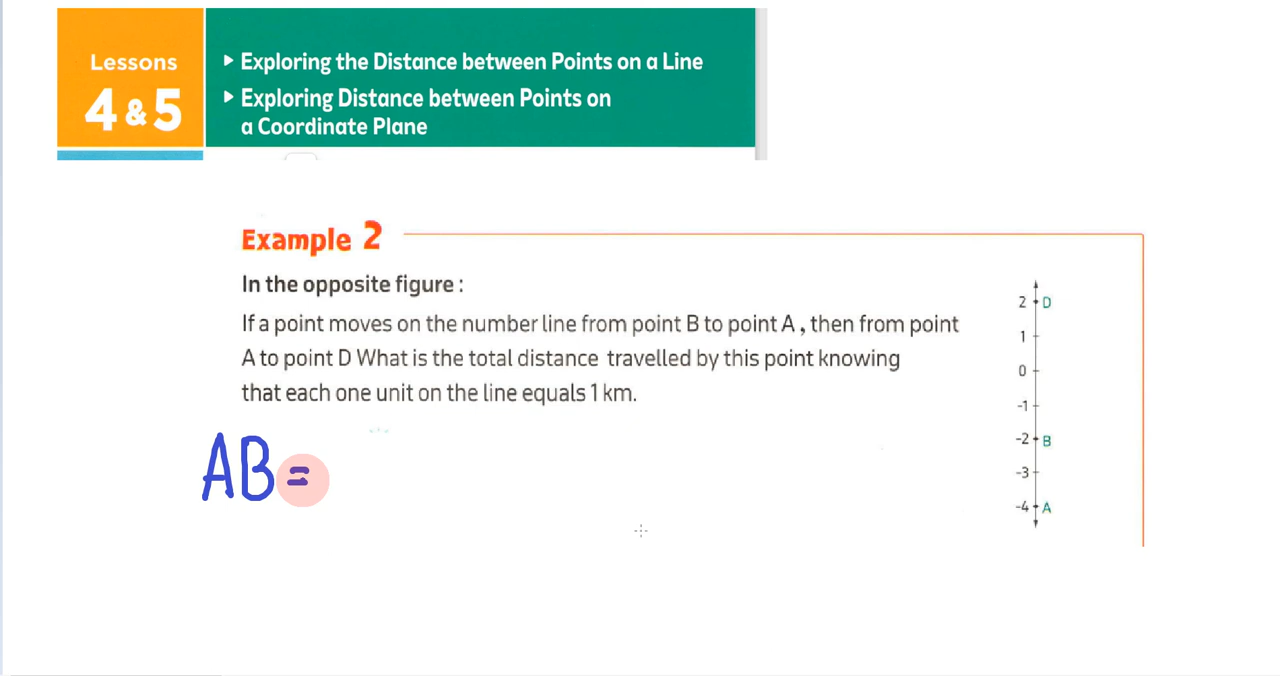 Lessons
4 & 5
Exploring the Distance between Points on a Line
Exploring Distance between Points on
a Coordinate Plane
Example 2
In the opposite figure :
If a point moves on the number line from point B to point A , then from point
A to point D What is the total distance travelled by this point knowing
that each one unit on the line equals 1 km.
2 D
1
0
-1
-2 B
-3
-4 A
AB =